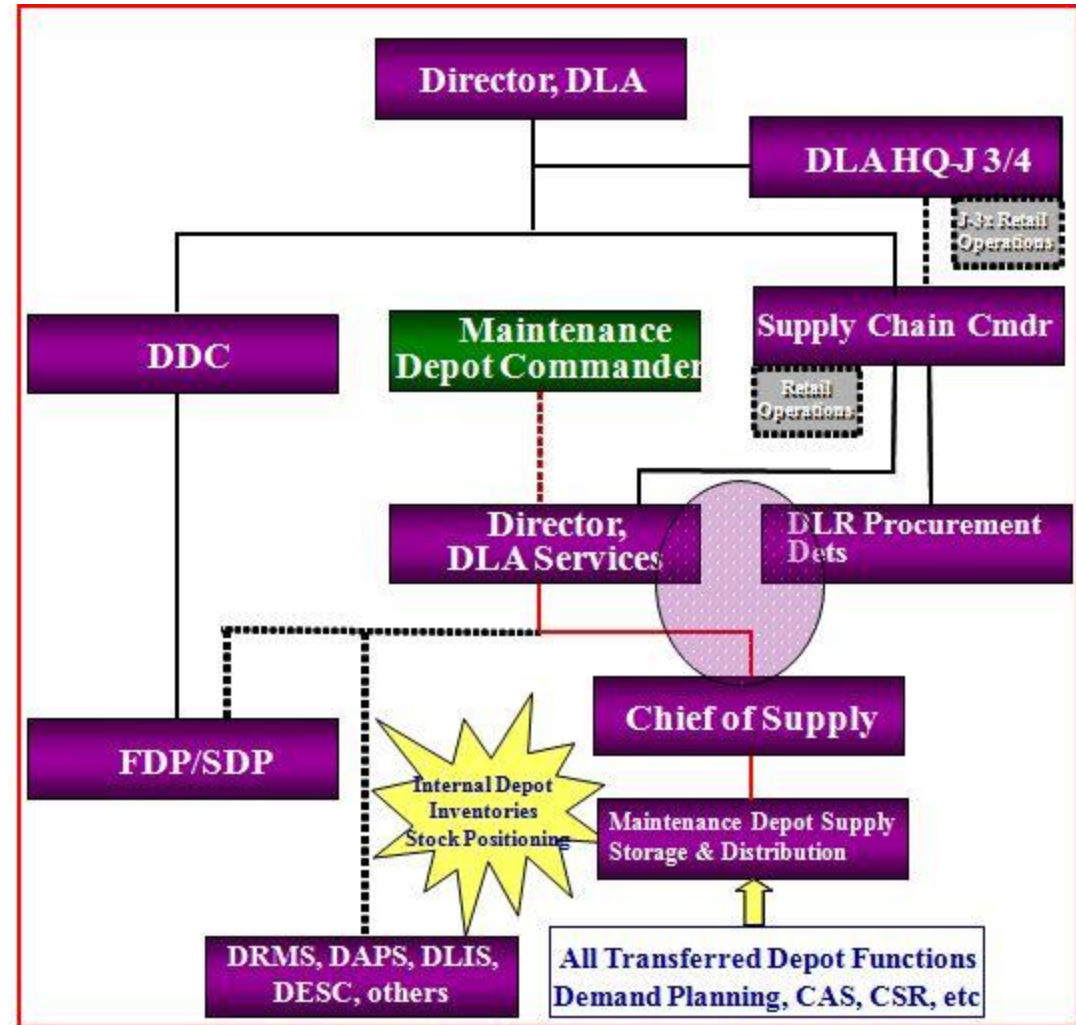 Director, DLA
DLA HQ-J 3/4
J-3x Retail
Operations
DDC
Maintenance
Depot Commander
Supply Chain Cmdr
Retail
Operations
Director,
DLA Services
DLR Procurement
Dets
FDP/SDP
Chief of Supply
Internal Depot
Inventories
Stock Positioning
Maintenance Depot Supply
Storage & Distribution
DRMS, DAPS, DLIS,
DESC, others
All Transferred Depot Functions
Demand Planning, CAS, CSR, etc